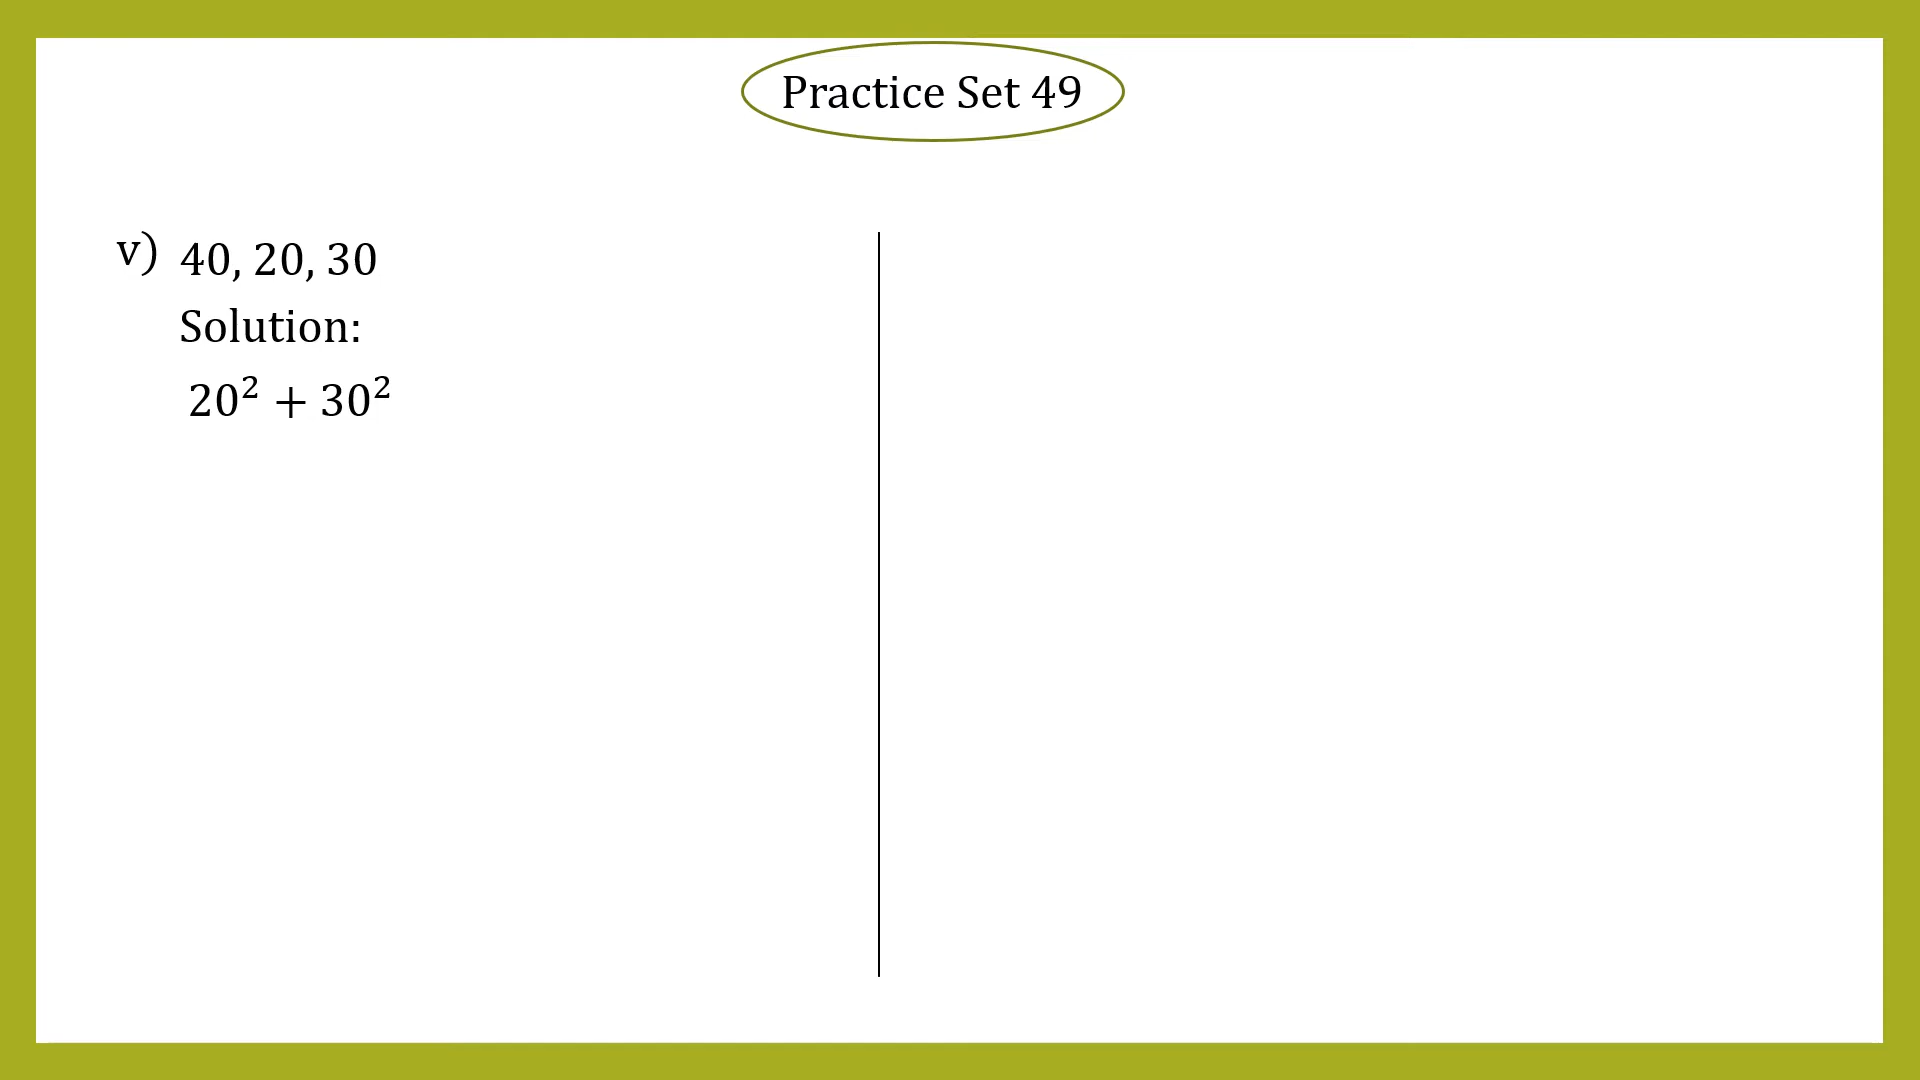 Practice Set 49
v) 40, 20, 30
Solution:
20² + 30²